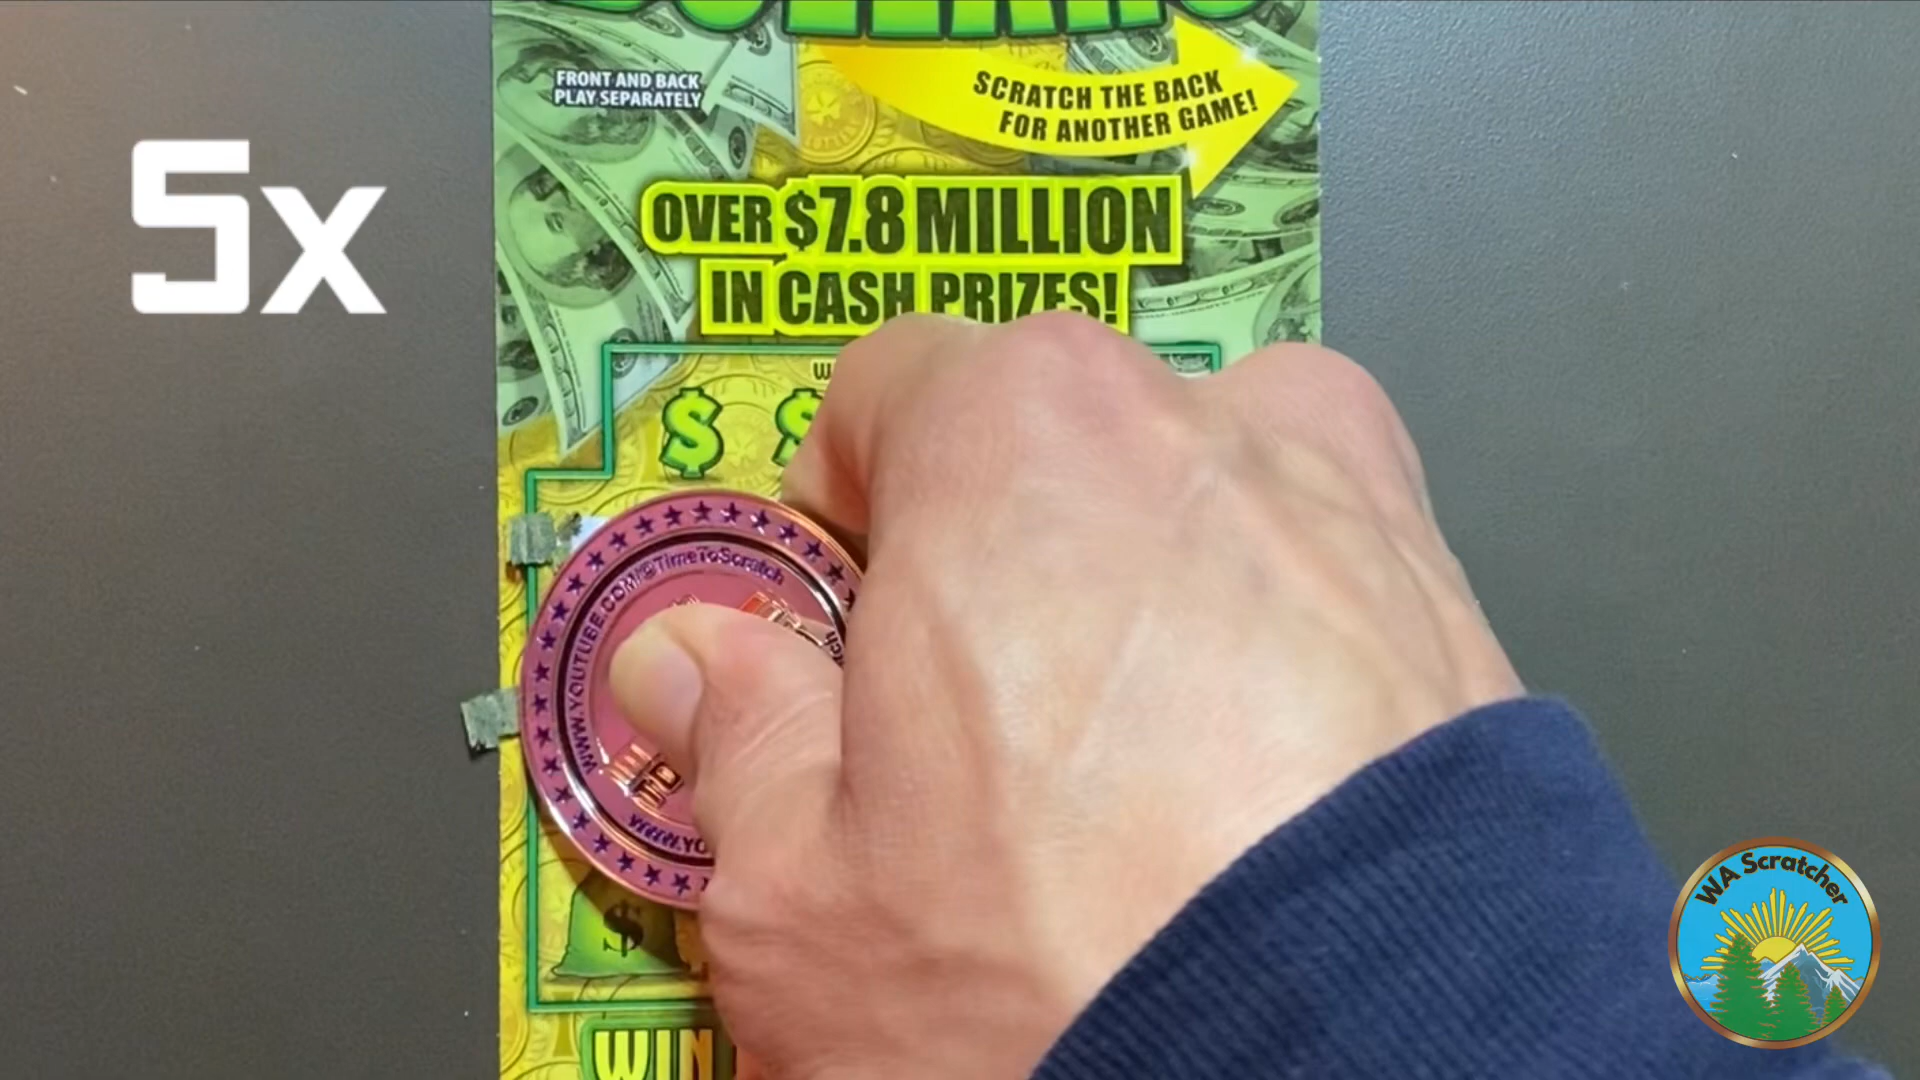 FRONT AND BACK
PLAY SEPARATELY
SCRATCH THE BACK
FOR ANOTHER GAME!
5x
OVER $7.8 MILLION
IN CASH PRIZES!
$
WWW.YOUTUBE.COM/@TimeToScratch
$
WIN
WA Scratcher